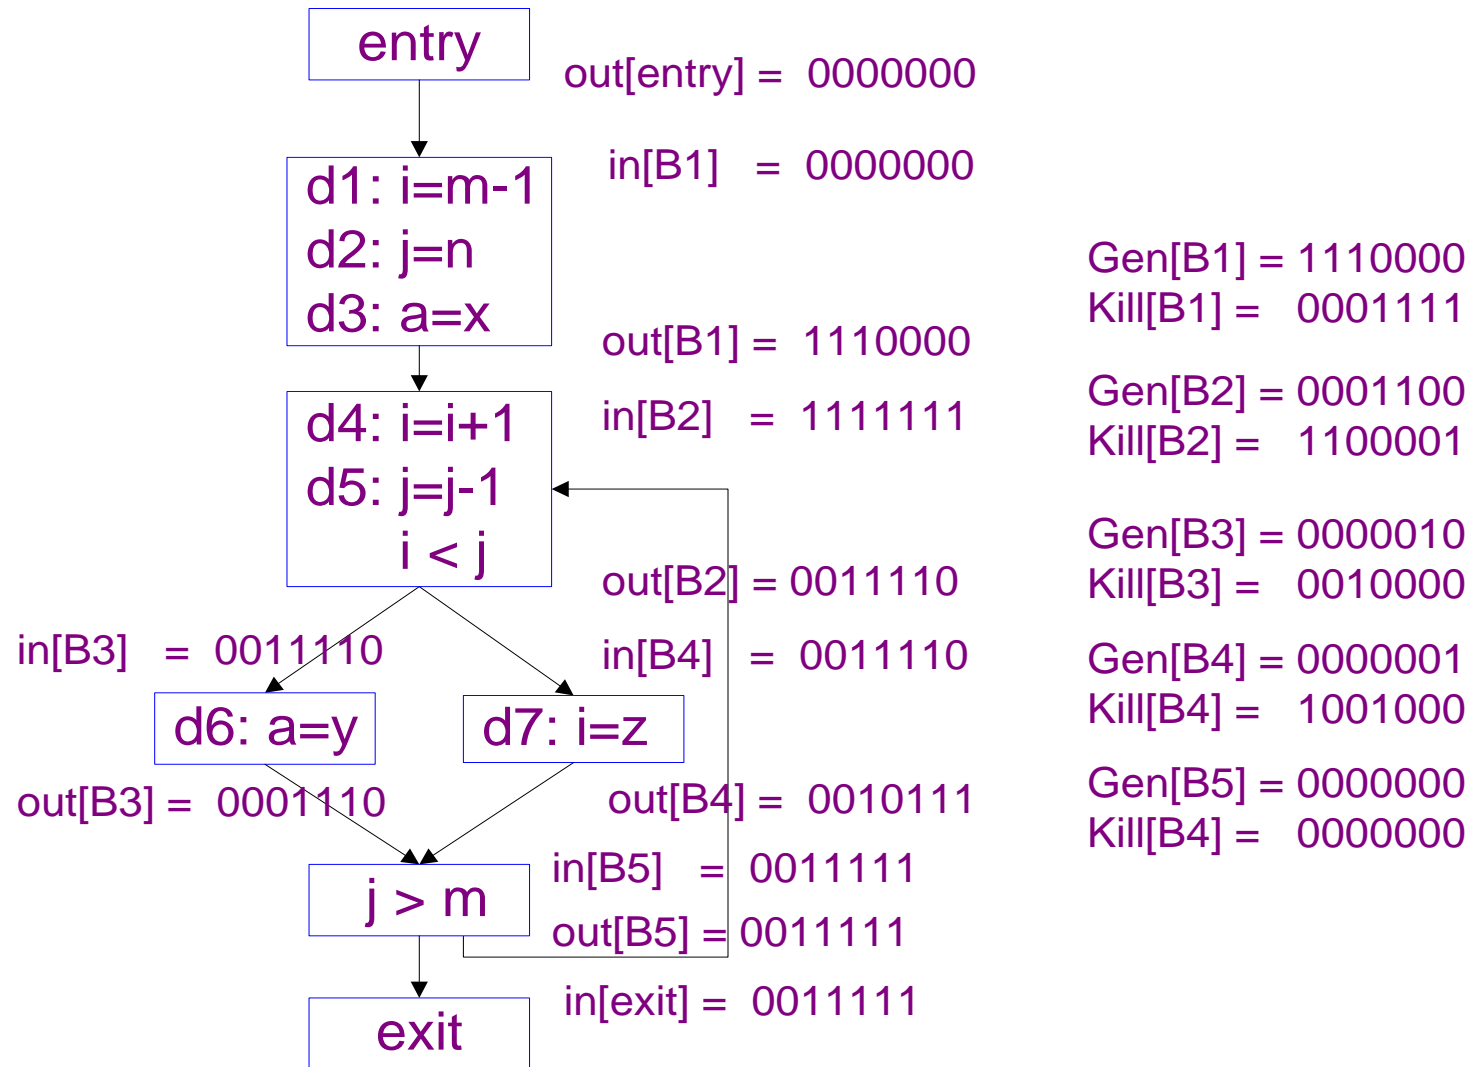 entry
out[entry] = 0000000
in[B1] = 0000000
d1: i=m-1
d2: j=n
d3: a=x
out[B1] = 1110000
in[B2] = 1111111
d4: i=i+1
d5: j=j-1
i < j
out[B2] = 0011110
in[B3] = 0011110
in[B4] = 0011110
d6: a=y
d7: i=z
out[B3] = 0001110
out[B4] = 0010111
in[B5] = 0011111
j > m
out[B5] = 0011111
in[exit] = 0011111
exit
Gen[B1] = 1110000
Kill[B1] = 0001111
Gen[B2] = 0001100
Kill[B2] = 1100001
Gen[B3] = 0000010
Kill[B3] = 0010000
Gen[B4] = 0000001
Kill[B4] = 1001000
Gen[B5] = 0000000
Kill[B4] = 0000000